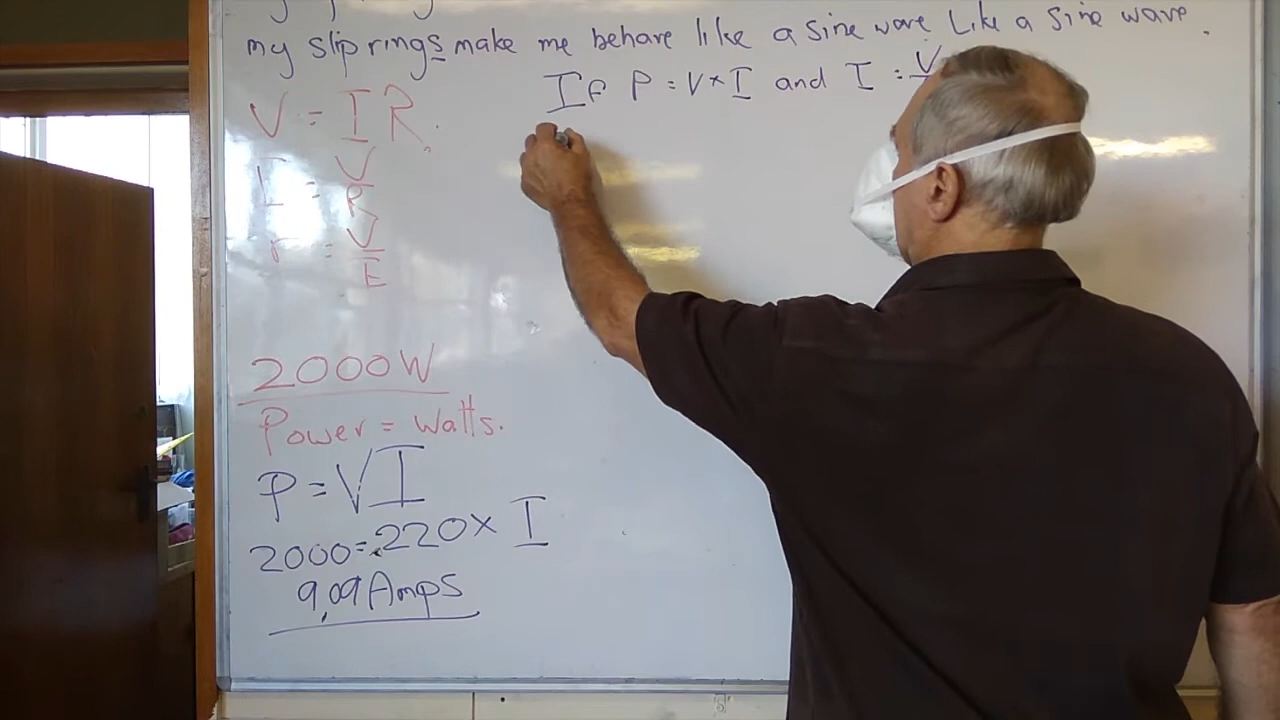 my slip rings make me behave like a sine wave Like a sine wave.
If P = V × I and I = V
V = I R.
I = V
R
r = V
I
2000W
Power = Watts.
P = VI
2000 = 220 × I
9,09 Amps